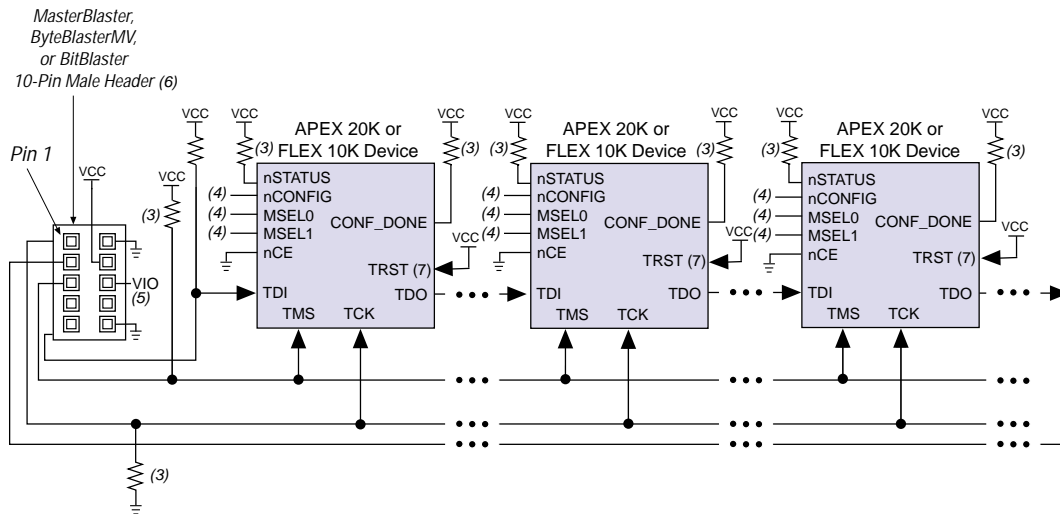 MasterBlaster,
ByteBlasterMV,
or BitBlaster
10-Pin Male Header (6)
Pin 1
VCC
VCC
(3)
VIO
(5)
(3)
VCC
VCC
(3)
APEX 20K or
FLEX 10K Device
VCC
(3)
nSTATUS
(4) nCONFIG
(4) MSEL0
(4) MSEL1
nCE
CONF_DONE
VCC
TRST (7)
TDI
TDO
TMS
TCK
VCC
(3)
APEX 20K or
FLEX 10K Device
VCC
(3)
nSTATUS
(4) nCONFIG
(4) MSEL0
(4) MSEL1
nCE
CONF_DONE
VCC
TRST (7)
TDI
TDO
TMS
TCK
VCC
(3)
APEX 20K or
FLEX 10K Device
VCC
(3)
nSTATUS
(4) nCONFIG
(4) MSEL0
(4) MSEL1
nCE
CONF_DONE
VCC
TRST (7)
TDI
TDO
TMS
TCK